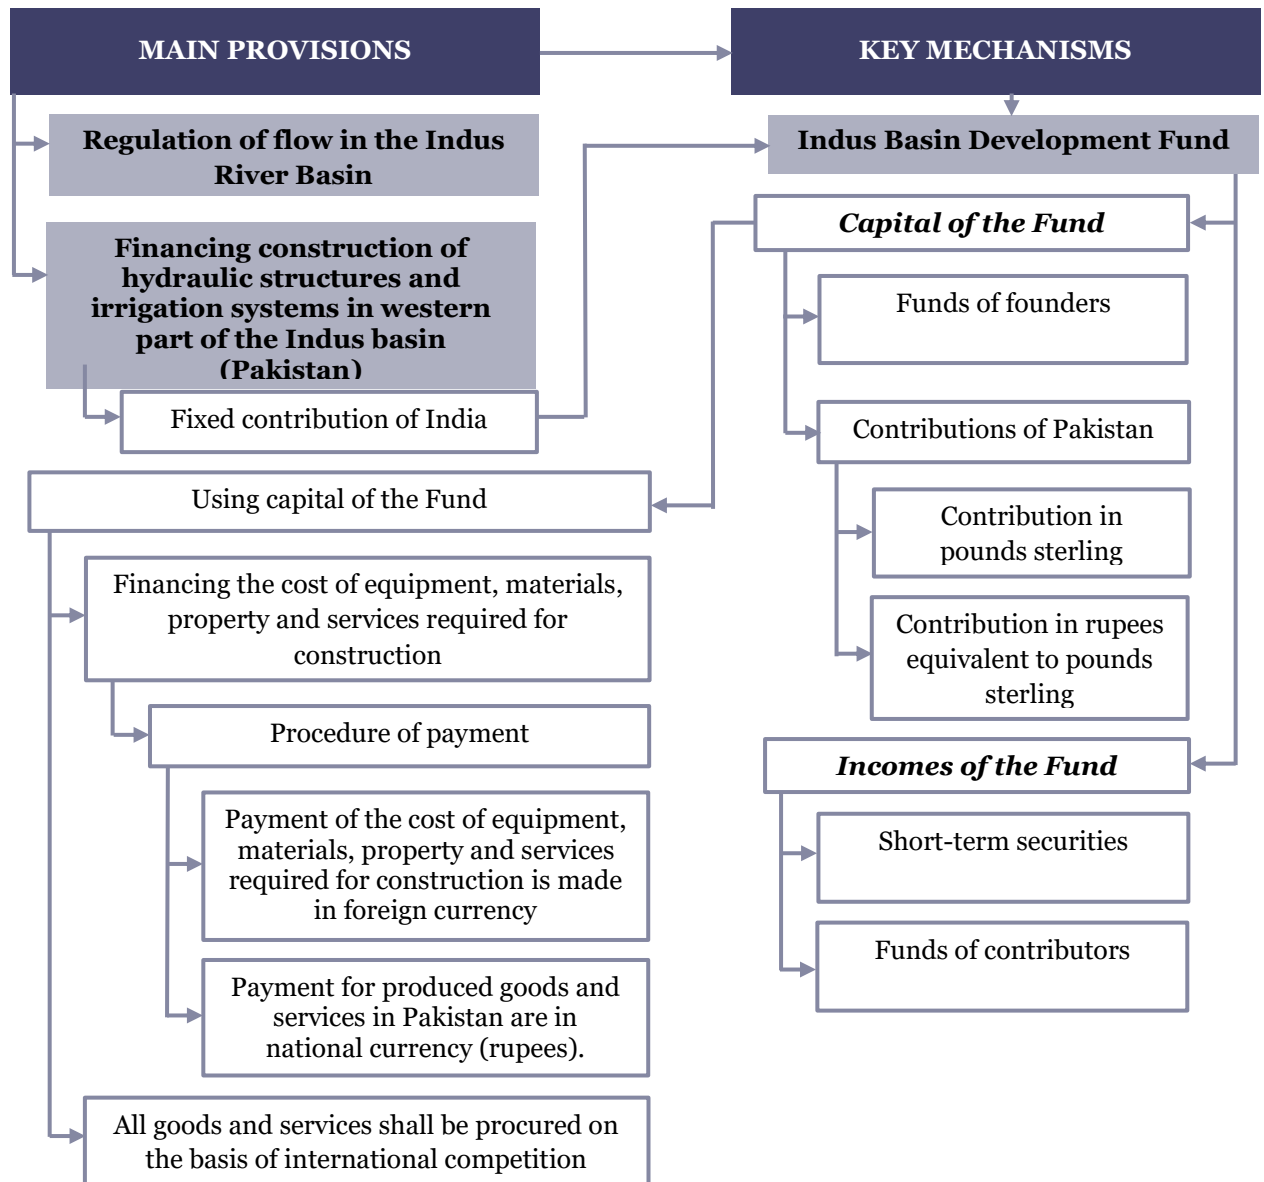 MAIN PROVISIONS
KEY MECHANISMS
Regulation of flow in the Indus
River Basin
Financing construction of
hydraulic structures and
irrigation systems in western
part of the Indus basin
(Pakistan)
Fixed contribution of India
Using capital of the Fund
Financing the cost of equipment, materials,
property and services required for
construction
Procedure of payment
Payment of the cost of equipment,
materials, property and services
required for construction is made
in foreign currency
Payment for produced goods and
services in Pakistan are in
national currency (rupees).
All goods and services shall be procured on
the basis of international competition
Indus Basin Development Fund
Capital of the Fund
Funds of founders
Contributions of Pakistan
Contribution in
pounds sterling
Contribution in rupees
equivalent to pounds
sterling
Incomes of the Fund
Short-term securities
Funds of contributors